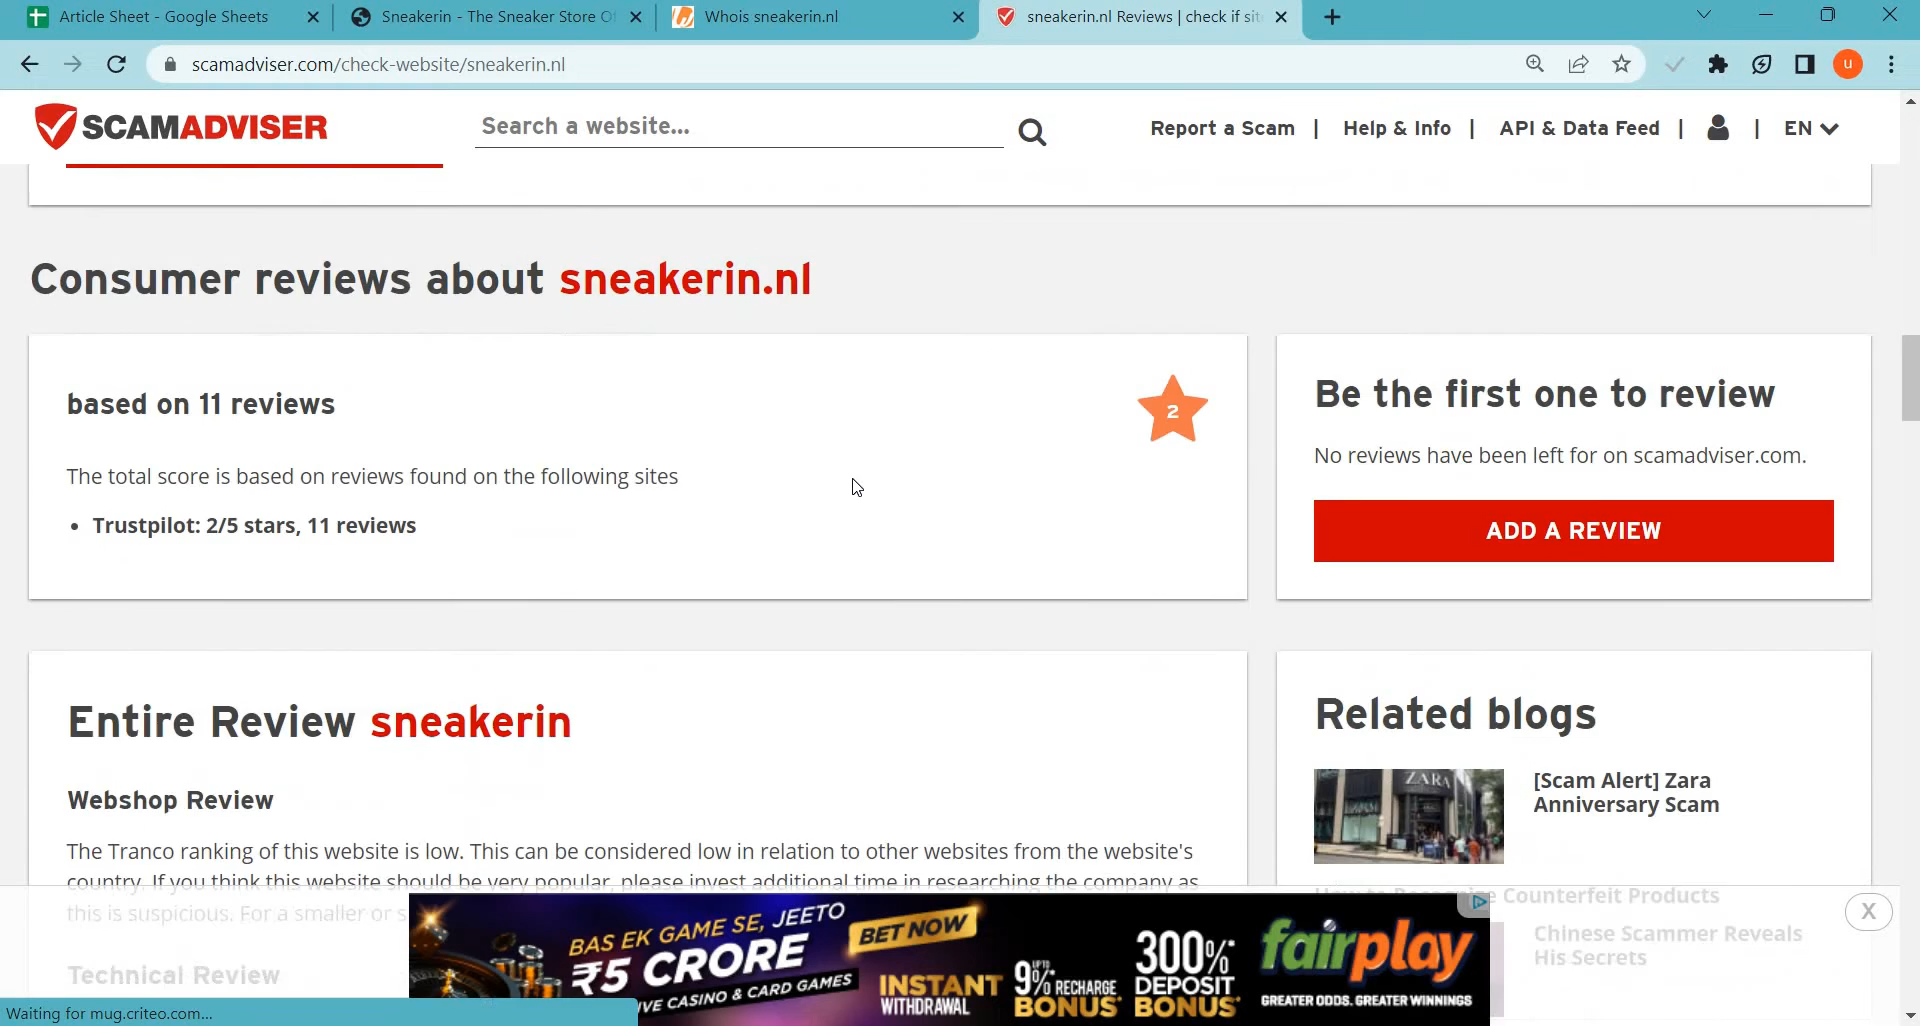 Article Sheet - Google Sheets
Sneakerin - The Sneaker Store O
Whois sneakerin.nl
sneakerin.nl Reviews | check if sit
scamadviser.com/check-website/sneakerin.nl
u
SCAMADVISER
Search a website...
Report a Scam | Help & Info | API & Data Feed | | EN
Consumer reviews about sneakerin.nl
based on 11 reviews
2
The total score is based on reviews found on the following sites
• Trustpilot: 2/5 stars, 11 reviews
Be the first one to review
No reviews have been left for on scamadviser.com.
ADD A REVIEW
Entire Review sneakerin
Webshop Review
The Tranco ranking of this website is low. This can be considered low in relation to other websites from the website's
country. If you think this website should be very popular, please invest additional time in researching the company as
this is suspicious. For a smaller or s
Technical Review
Related blogs
ZARA
[Scam Alert] Zara
Anniversary Scam
How to Recognize Counterfeit Products
Chinese Scammer Reveals
His Secrets
X
BAS EK GAME SE, JEETO
₹5 CRORE
IVE CASINO & CARD GAMES
BET NOW
INSTANT
WITHDRAWAL
UPTO
9% RECHARGE
BONUS*
300%*
DEPOSIT
BONUS*
fairplay
GREATER ODDS. GREATER WINNINGS
Waiting for mug.criteo.com...